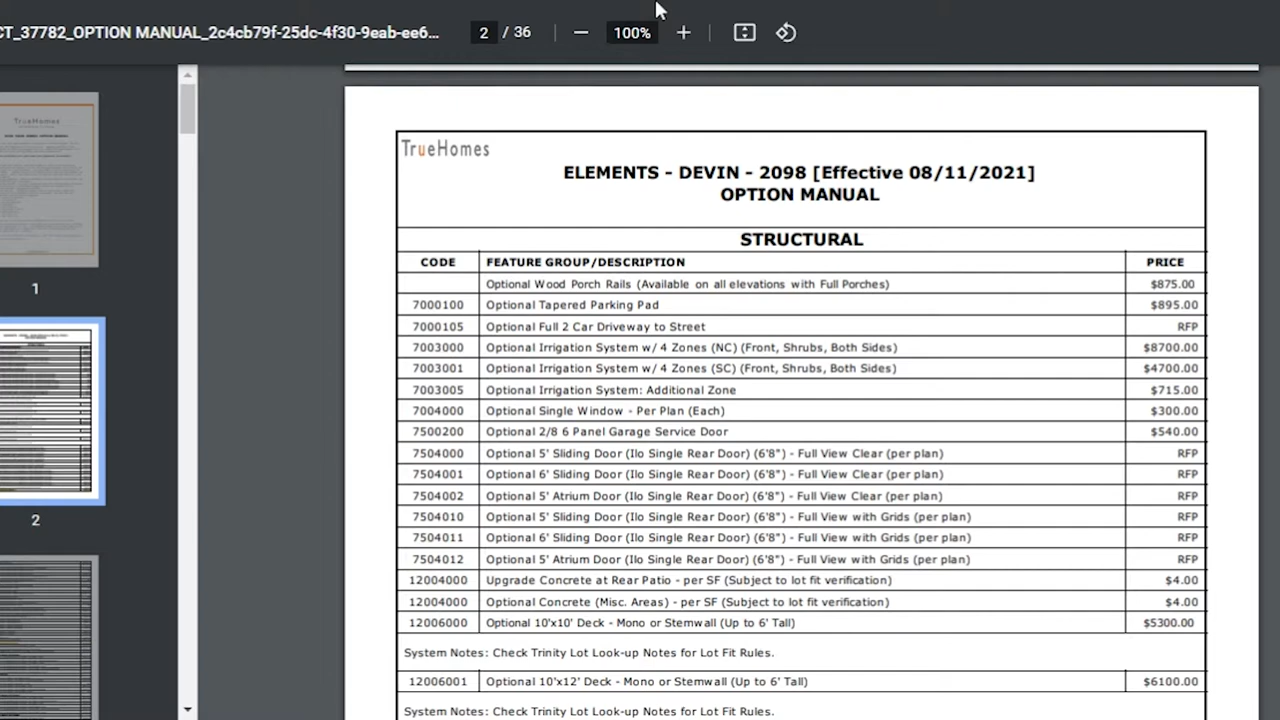 CT_37782_OPTION MANUAL_2c4cb79f-25dc-4f30-9eab-ee6... 2 / 36 100%
TrueHomes
1
2
TrueHomes
ELEMENTS - DEVIN - 2098 [Effective 08/11/2021]
OPTION MANUAL
STRUCTURAL
CODE FEATURE GROUP/DESCRIPTION PRICE
Optional Wood Porch Rails (Available on all elevations with Full Porches) $875.00
7000100 Optional Tapered Parking Pad $895.00
7000105 Optional Full 2 Car Driveway to Street RFP
7003000 Optional Irrigation System w/ 4 Zones (NC) (Front, Shrubs, Both Sides) $8700.00
7003001 Optional Irrigation System w/ 4 Zones (SC) (Front, Shrubs, Both Sides) $4700.00
7003005 Optional Irrigation System: Additional Zone $715.00
7004000 Optional Single Window - Per Plan (Each) $300.00
7500200 Optional 2/8 6 Panel Garage Service Door $540.00
7504000 Optional 5' Sliding Door (Ilo Single Rear Door) (6'8") - Full View Clear (per plan) RFP
7504001 Optional 6' Sliding Door (Ilo Single Rear Door) (6'8") - Full View Clear (per plan) RFP
7504002 Optional 5' Atrium Door (Ilo Single Rear Door) (6'8") - Full View Clear (per plan) RFP
7504010 Optional 5' Sliding Door (Ilo Single Rear Door) (6'8") - Full View with Grids (per plan) RFP
7504011 Optional 6' Sliding Door (Ilo Single Rear Door) (6'8") - Full View with Grids (per plan) RFP
7504012 Optional 5' Atrium Door (Ilo Single Rear Door) (6'8") - Full View with Grids (per plan) RFP
12004000 Upgrade Concrete at Rear Patio - per SF (Subject to lot fit verification) $4.00
12004000 Optional Concrete (Misc. Areas) - per SF (Subject to lot fit verification) $4.00
12006000 Optional 10'x10' Deck - Mono or Stemwall (Up to 6' Tall) $5300.00
System Notes: Check Trinity Lot Look-up Notes for Lot Fit Rules.
12006001 Optional 10'x12' Deck - Mono or Stemwall (Up to 6' Tall) $6100.00
System Notes: Check Trinity Lot Look-up Notes for Lot Fit Rules.